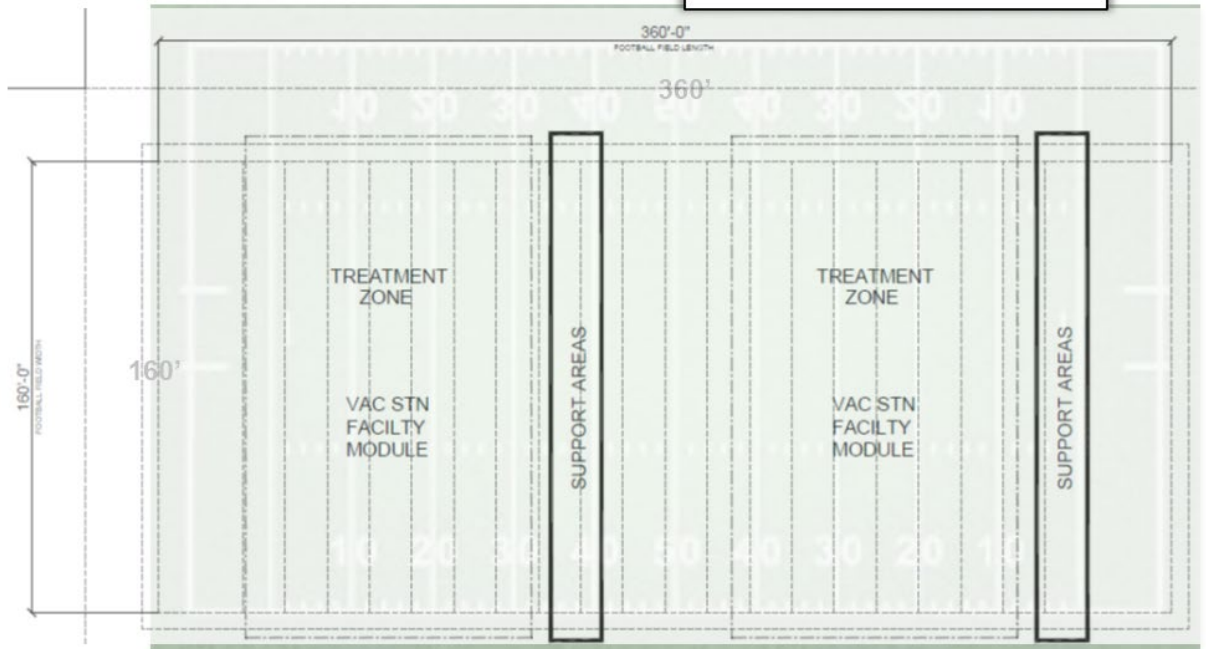 360'-0"
FOOTBALL FIELD LENGTH
360'
10 20 30 40 50 40 30 20 10
TREATMENT
ZONE
VAC STN
FACILTY
MODULE
SUPPORT AREAS
TREATMENT
ZONE
VAC STN
FACILTY
MODULE
SUPPORT AREAS
160'-0"
FOOTBALL FIELD WIDTH
160'
10 20 30 40 50 40 30 20 10